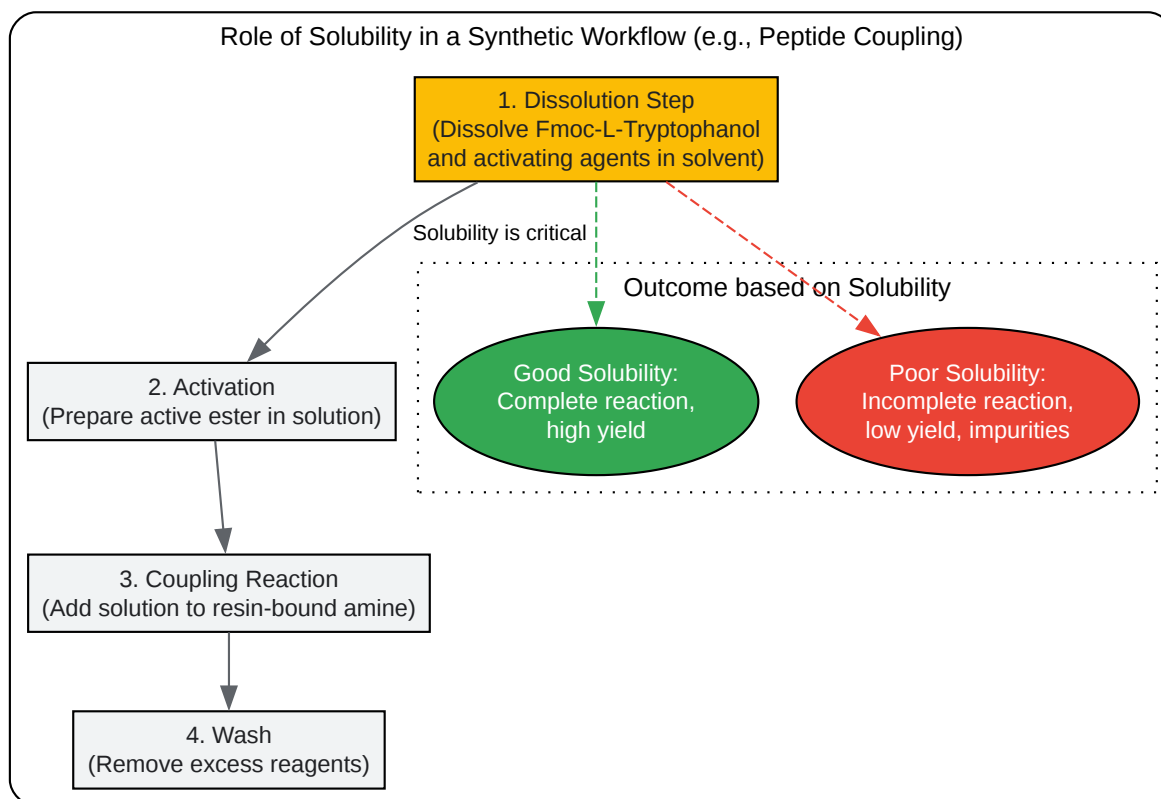 Role of Solubility in a Synthetic Workflow (e.g., Peptide Coupling)
1. Dissolution Step
(Dissolve Fmoc-L-Tryptophanol
and activating agents in solvent)
Solubility is critical
Outcome based on Solubility
Good Solubility:
Complete reaction,
high yield
Poor Solubility:
Incomplete reaction,
low yield, impurities
2. Activation
(Prepare active ester in solution)
3. Coupling Reaction
(Add solution to resin-bound amine)
4. Wash
(Remove excess reagents)